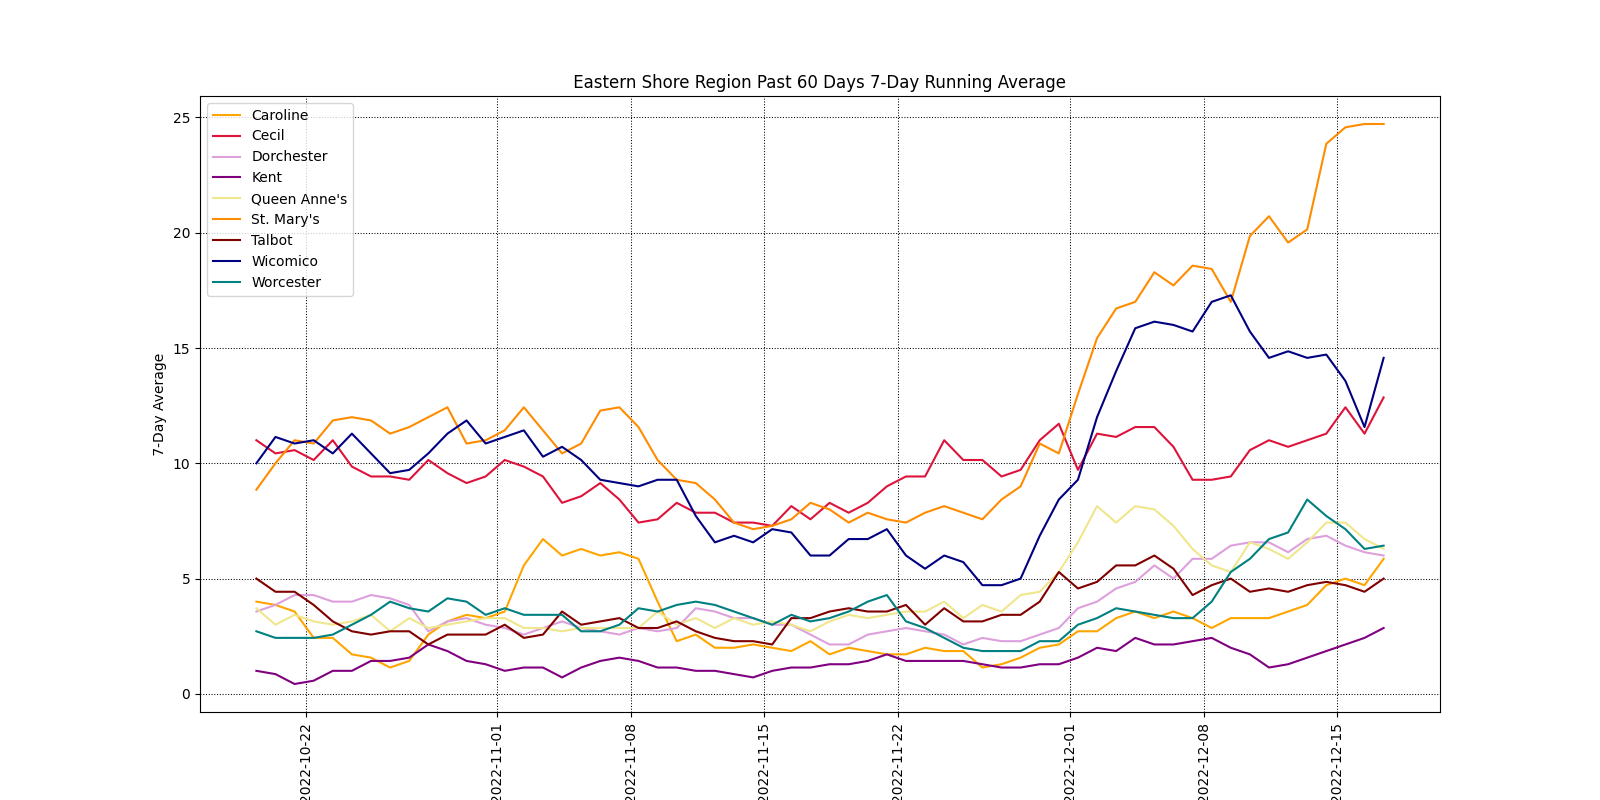 Eastern Shore Region Past 60 Days 7-Day Running Average
7-Day Average
25
20
15
10
5
0
Caroline
Cecil
Dorchester
Kent
Queen Anne's
St. Mary's
Talbot
Wicomico
Worcester
2022-10-22
2022-11-01
2022-11-08
2022-11-15
2022-11-22
2022-12-01
2022-12-08
2022-12-15